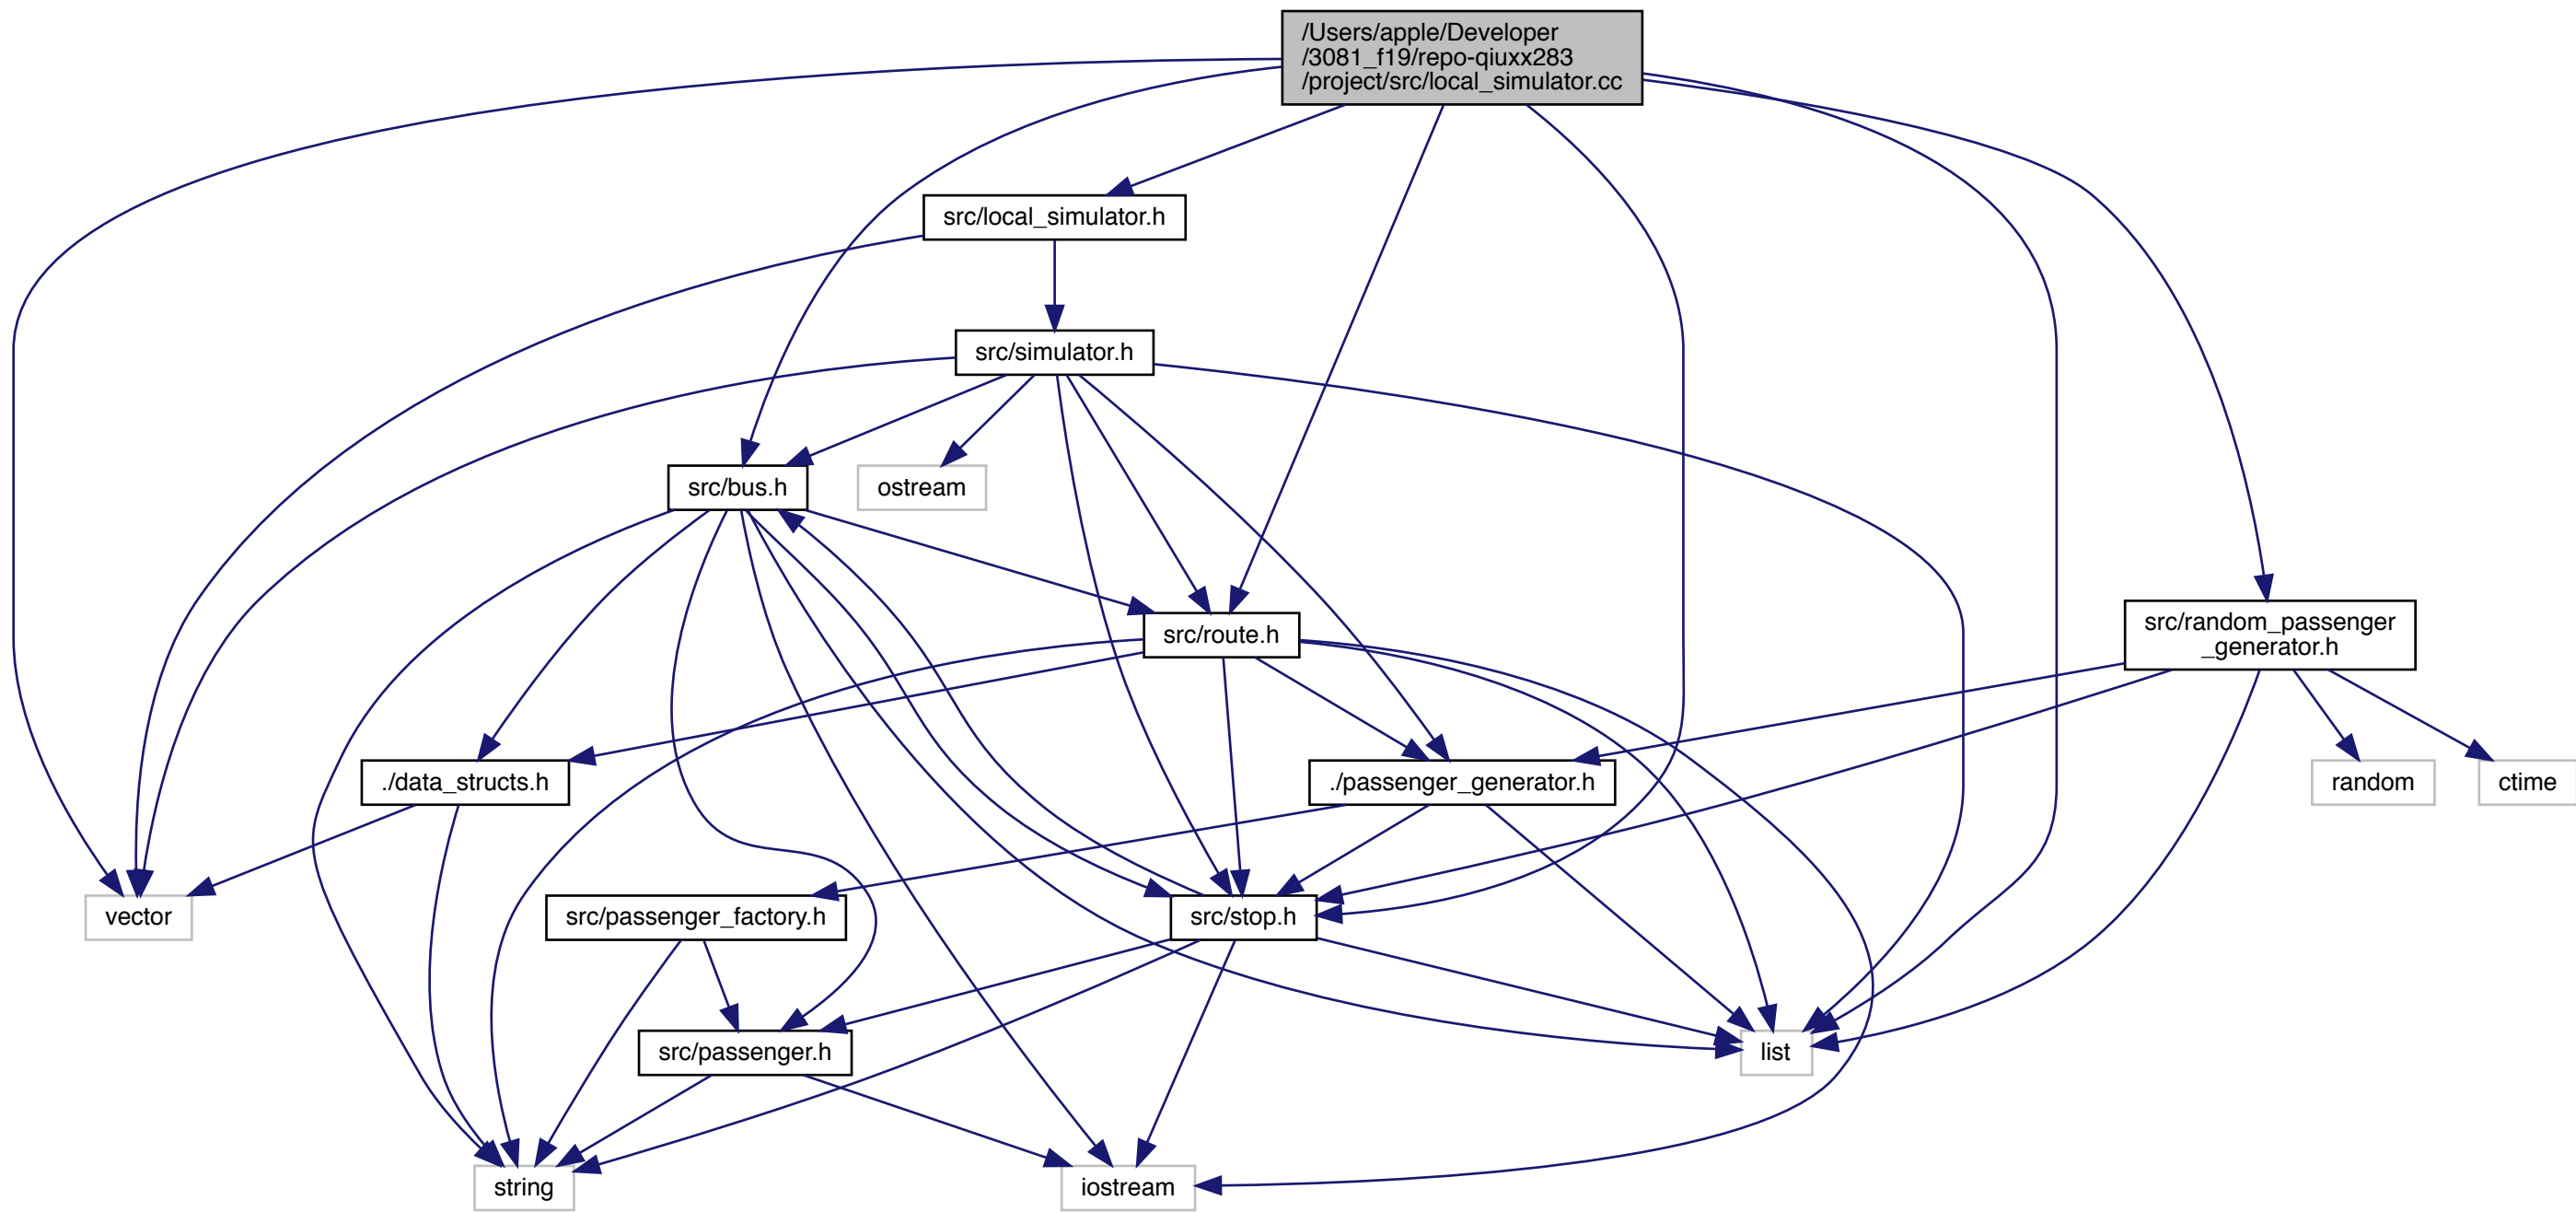 /Users/apple/Developer
/3081_f19/repo-qiuxx283
/project/src/local_simulator.cc
src/local_simulator.h
src/simulator.h
src/bus.h
ostream
src/route.h
src/random_passenger
_generator.h
./data_structs.h
./passenger_generator.h
random
ctime
vector
src/passenger_factory.h
src/stop.h
src/passenger.h
list
string
iostream